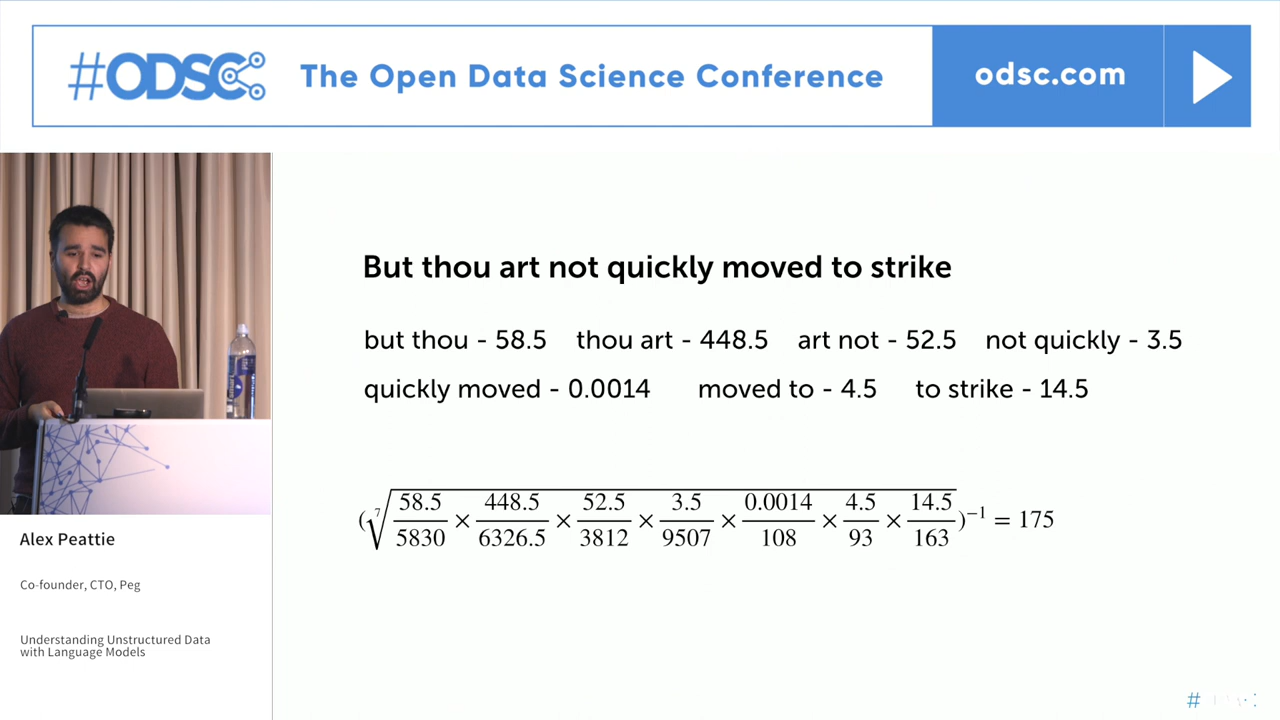 #ODSC
The Open Data Science Conference
odsc.com
But thou art not quickly moved to strike
but thou - 58.5 thou art - 448.5 art not - 52.5 not quickly - 3.5
quickly moved - 0.0014 moved to - 4.5 to strike - 14.5
(⁷√(58.5/5830 × 448.5/6326.5 × 52.5/3812 × 3.5/9507 × 0.0014/108 × 4.5/93 × 14.5/163))⁻¹ = 175
Alex Peattie
Co-founder, CTO, Peg
Understanding Unstructured Data
with Language Models
#